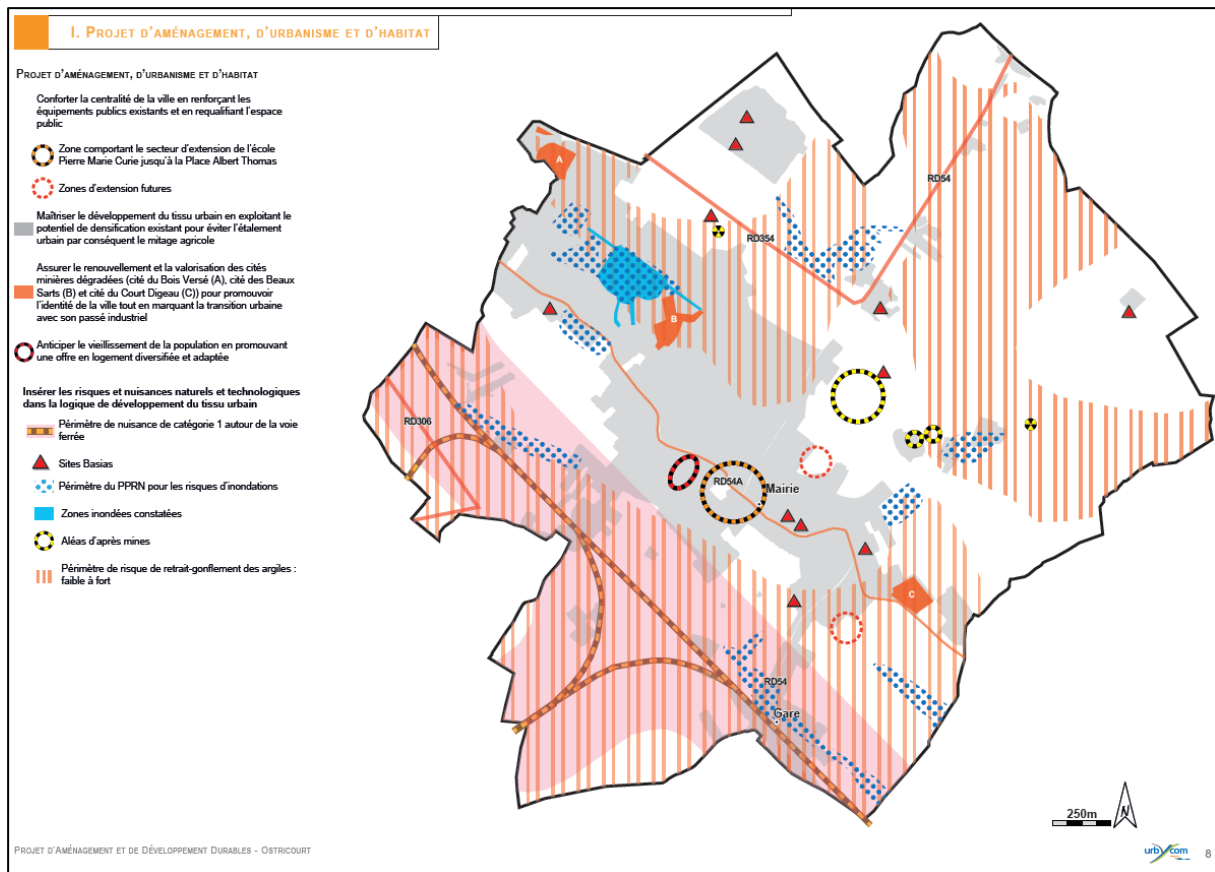 I. Projet d'aménagement, d'urbanisme et d'habitat
Projet d'aménagement, d'urbanisme et d'habitat
Conforter la centralité de la ville en renforçant les
équipements publics existants et en requalifiant l'espace
public
Zone comportant le secteur d'extension de l'école
Pierre Marie Curie jusqu'à la Place Albert Thomas
Zones d'extension futures
Maîtriser le développement du tissu urbain en exploitant le
potentiel de densification existant pour éviter l'étalement
urbain par conséquent le mitage agricole
Assurer le renouvellement et la valorisation des cités
minières dégradées (cité du Bois Versé (A), cité des Beaux
Sarts (B) et cité du Court Digeau (C)) pour promouvoir
l'identité de la ville tout en marquant la transition urbaine
avec son passé industriel
Anticiper le vieillissement de la population en promouvant
une offre en logement diversifiée et adaptée
Insérer les risques et nuisances naturels et technologiques
dans la logique de développement du tissu urbain
Périmètre de nuisance de catégorie 1 autour de la voie
ferrée
Sites Basias
Périmètre du PPRN pour les risques d'inondations
Zones inondées constatées
Aléas d'après mines
Périmètre de risque de retrait-gonflement des argiles :
faible à fort
A
RD54
RD354
B
RD306
RD54A
Mairie
C
RD54
Gare
250m
N
Projet d'Aménagement et de Développement Durables - Ostricourt
urbycom
8